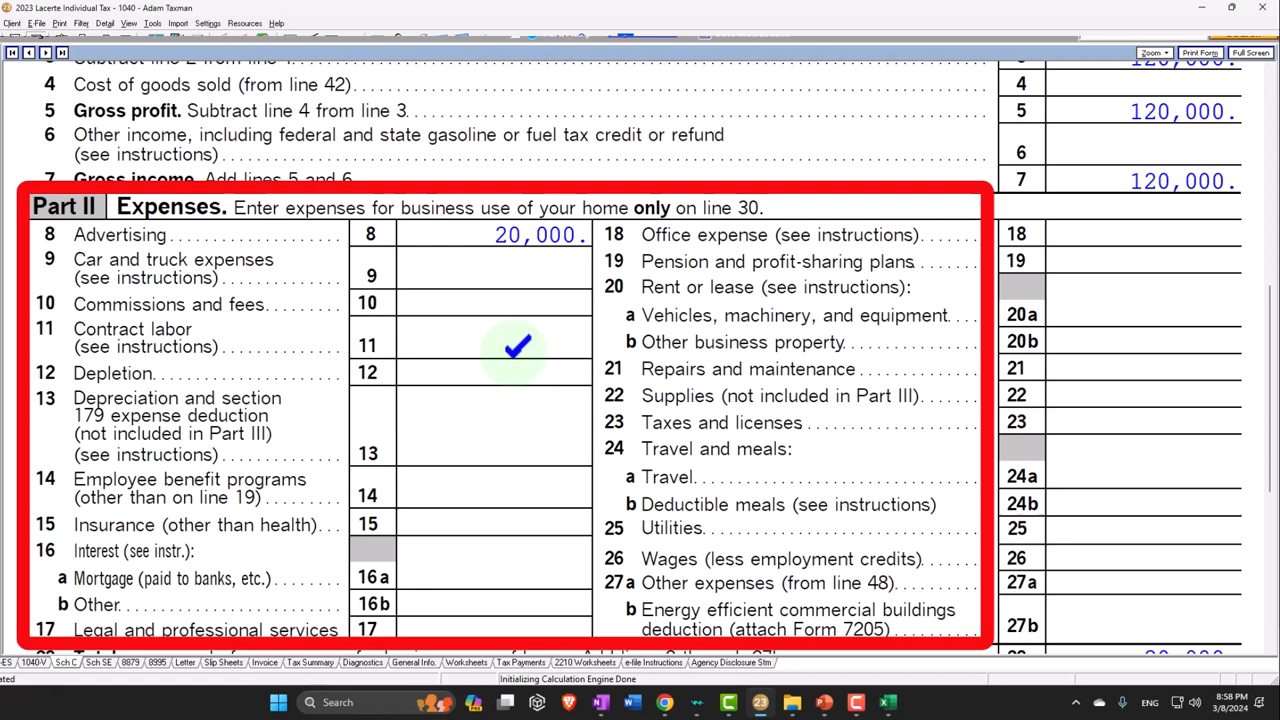 2023 Lacerte Individual Tax - 1040 - Adam Taxman
Client E-File Print Filter Detail View Tools Import Settings Resources Help
Zoom Print Form Full Screen
120,000.
4 Cost of goods sold (from line 42) 4
5 Gross profit. Subtract line 4 from line 3 5 120,000.
6 Other income, including federal and state gasoline or fuel tax credit or refund
(see instructions) 6
7 Gross income. Add lines 5 and 6 7 120,000.
Part II Expenses. Enter expenses for business use of your home only on line 30.
8 Advertising 8 20,000.
9 Car and truck expenses
(see instructions) 9
10 Commissions and fees 10
11 Contract labor
(see instructions) 11
12 Depletion 12
13 Depreciation and section
179 expense deduction
(not included in Part III)
(see instructions) 13
14 Employee benefit programs
(other than on line 19) 14
15 Insurance (other than health) 15
16 Interest (see instr.):
a Mortgage (paid to banks, etc.) 16a
b Other 16b
17 Legal and professional services 17
18 Office expense (see instructions) 18
19 Pension and profit-sharing plans 19
20 Rent or lease (see instructions):
a Vehicles, machinery, and equipment 20a
b Other business property 20b
21 Repairs and maintenance 21
22 Supplies (not included in Part III) 22
23 Taxes and licenses 23
24 Travel and meals:
a Travel 24a
b Deductible meals (see instructions) 24b
25 Utilities 25
26 Wages (less employment credits) 26
27a Other expenses (from line 48) 27a
b Energy efficient commercial buildings
deduction (attach Form 7205) 27b
-ES 1040-V Sch C Sch SE 8879 8995 Letter Slip Sheets Invoice Tax Summary Diagnostics General Info. Worksheets Tax Payments 2210 Worksheets e-file Instructions Agency Disclosure Stm
Initializing Calculation Engine Done
Search
ENG
8:58 PM
3/8/2024